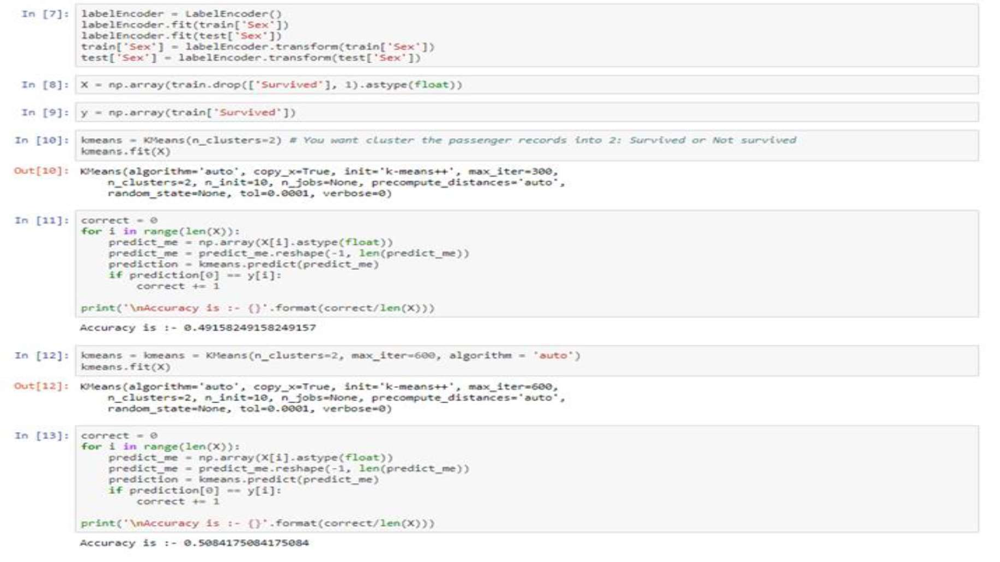 In [7]: labelEncoder = LabelEncoder()
labelEncoder.fit(train['Sex'])
labelEncoder.fit(test['Sex'])
train['Sex'] = labelEncoder.transform(train['Sex'])
test['Sex'] = labelEncoder.transform(test['Sex'])
In [8]: X = np.array(train.drop(['Survived'], 1).astype(float))
In [9]: y = np.array(train['Survived'])
In [10]: kmeans = KMeans(n_clusters=2) # You want cluster the passenger records into 2: Survived or Not survived
kmeans.fit(X)
Out[10]: KMeans(algorithm='auto', copy_x=True, init='k-means++', max_iter=300,
n_clusters=2, n_init=10, n_jobs=None, precompute_distances='auto',
random_state=None, tol=0.0001, verbose=0)
In [11]: correct = 0
for i in range(len(X)):
predict_me = np.array(X[i].astype(float))
predict_me = predict_me.reshape(-1, len(predict_me))
prediction = kmeans.predict(predict_me)
if prediction[0] == y[i]:
correct += 1
print('\nAccuracy is :- {}'.format(correct/len(X)))
Accuracy is :- 0.49158249158249157
In [12]: kmeans = kmeans = KMeans(n_clusters=2, max_iter=600, algorithm = 'auto')
kmeans.fit(X)
Out[12]: KMeans(algorithm='auto', copy_x=True, init='k-means++', max_iter=600,
n_clusters=2, n_init=10, n_jobs=None, precompute_distances='auto',
random_state=None, tol=0.0001, verbose=0)
In [13]: correct = 0
for i in range(len(X)):
predict_me = np.array(X[i].astype(float))
predict_me = predict_me.reshape(-1, len(predict_me))
prediction = kmeans.predict(predict_me)
if prediction[0] == y[i]:
correct += 1
print('\nAccuracy is :- {}'.format(correct/len(X)))
Accuracy is :- 0.5084175084175084